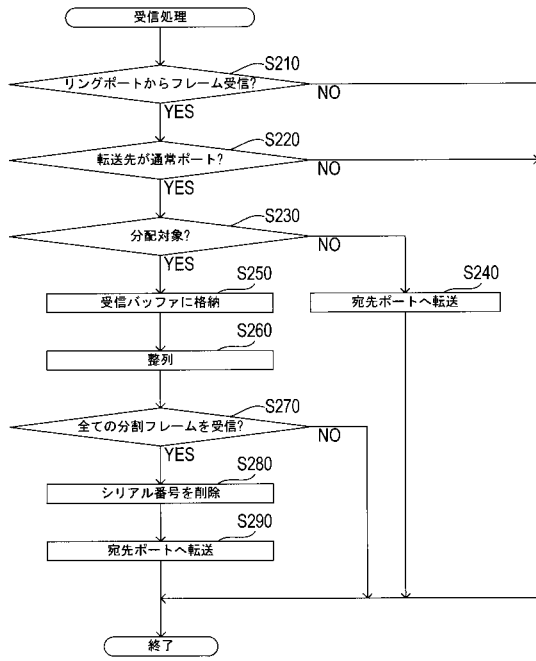 受信処理
S210
リングポートからフレーム受信?
NO
YES
S220
転送先が通常ポート?
NO
YES
S230
分配対象?
NO
YES
S250
受信バッファに格納
S240
宛先ポートへ転送
S260
整列
S270
全ての分割フレームを受信?
NO
YES
S280
シリアル番号を削除
S290
宛先ポートへ転送
終了